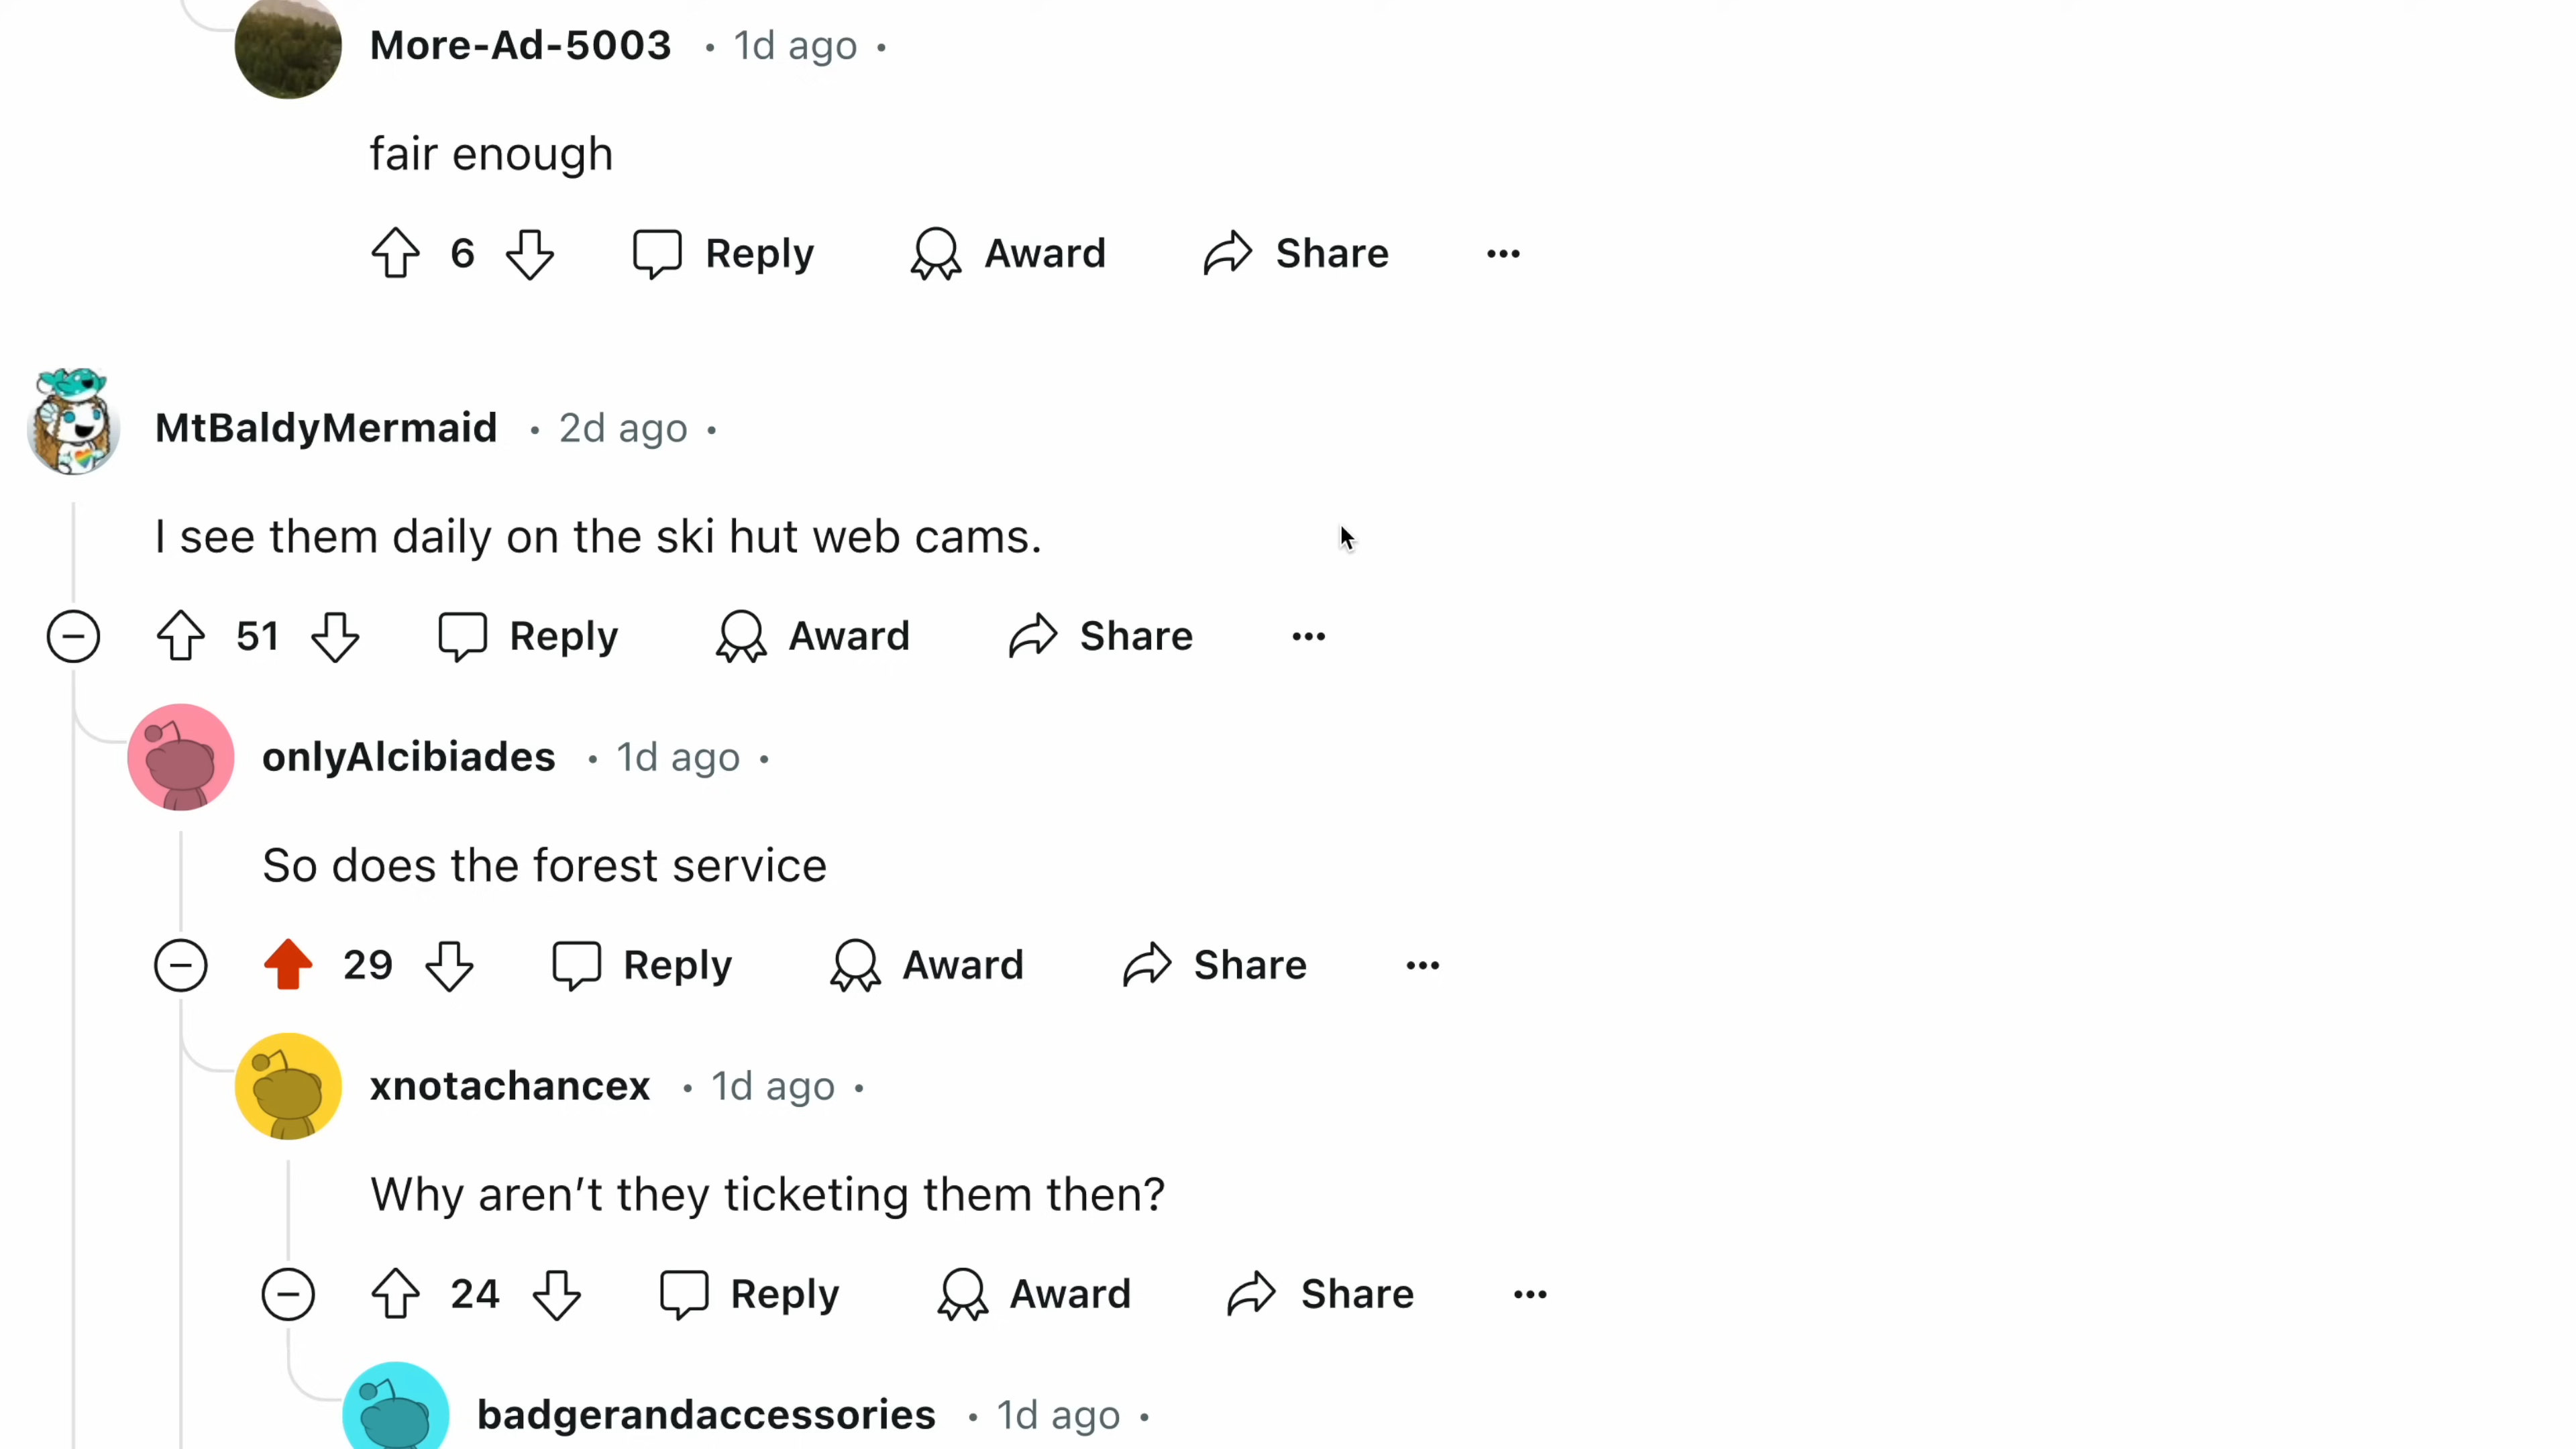 More-Ad-5003 • 1d ago •
fair enough
6 Reply Award Share ...
MtBaldyMermaid • 2d ago •
I see them daily on the ski hut web cams.
51 Reply Award Share ...
onlyAlcibiades • 1d ago •
So does the forest service
29 Reply Award Share ...
xnotachancex • 1d ago •
Why aren’t they ticketing them then?
24 Reply Award Share ...
badgerandaccessories • 1d ago •